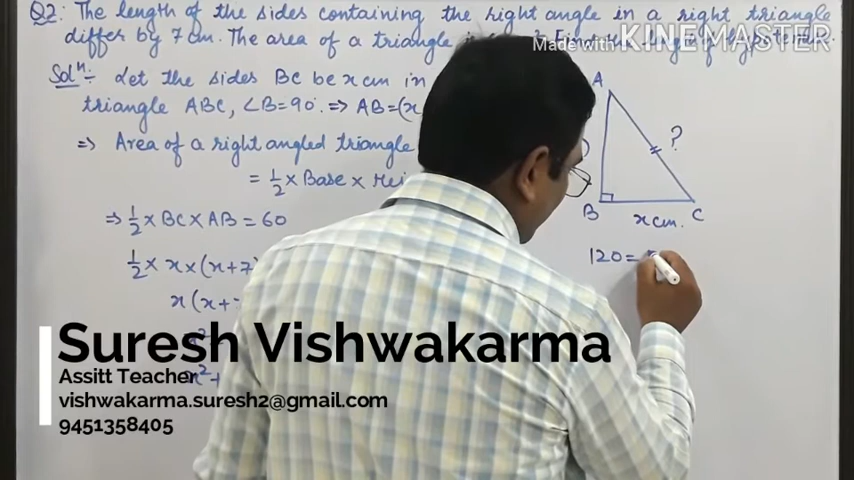 Q2: The length of the sides containing the right angle in a right triangle
differ by 7cm. The area of a triangle
Made with KINEMASTER
Solⁿ:- Let the sides BC be x cm in
triangle ABC, ∠B=90° ⇒ AB=(x
⇒ Area of a right angled triangle
= 1/2 × Base × Hei
⇒ 1/2 × BC × AB = 60
1/2 × x × (x+7
x(x+
x²+
A
?
B
x cm.
C
120=
Suresh Vishwakarma
Assitt Teacher
vishwakarma.suresh2@gmail.com
9451358405